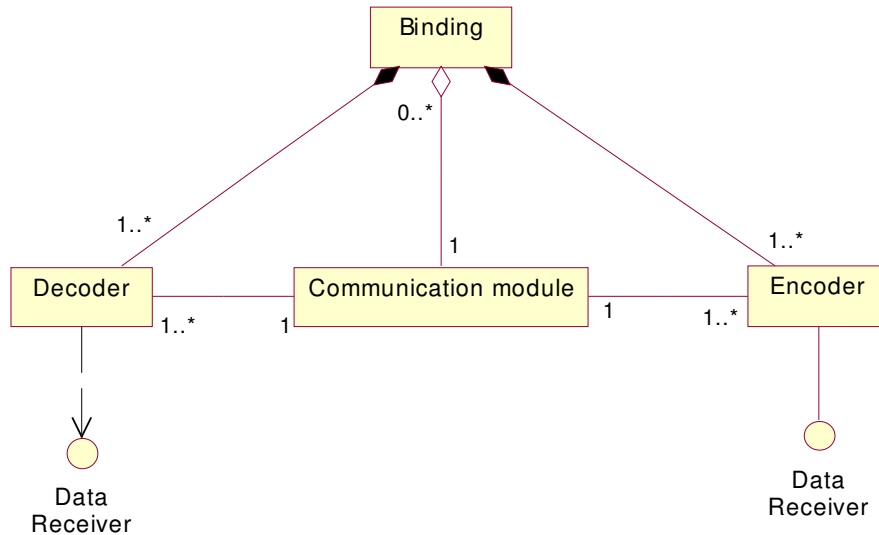 Binding
0..*
1..*
1
1..*
Decoder
Communication module
Encoder
1..*
1
1
1..*
Data
Receiver
Data
Receiver